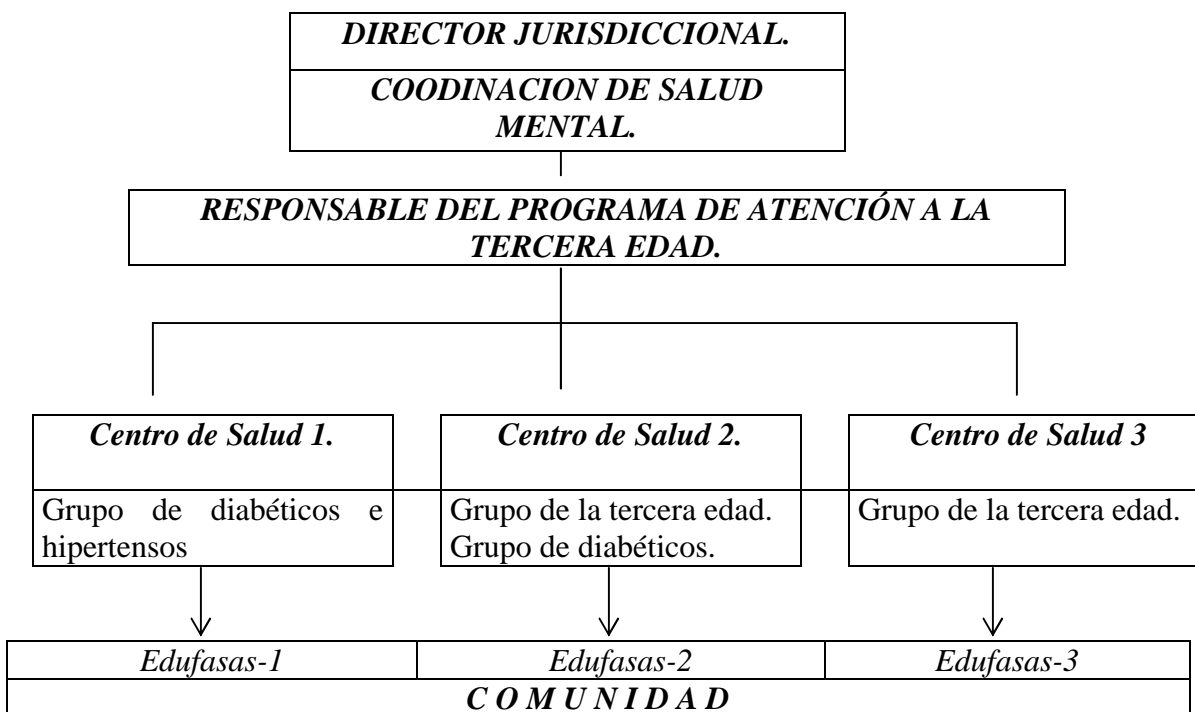 DIRECTOR JURISDICCIONAL.
COODINACION DE SALUD
MENTAL.
RESPONSABLE DEL PROGRAMA DE ATENCIÓN A LA
TERCERA EDAD.
Centro de Salud 1.
Grupo de diabéticos e
hipertensos
Centro de Salud 2.
Grupo de la tercera edad.
Grupo de diabéticos.
Centro de Salud 3
Grupo de la tercera edad.
Edufasas-1
Edufasas-2
Edufasas-3
C O M U N I D A D